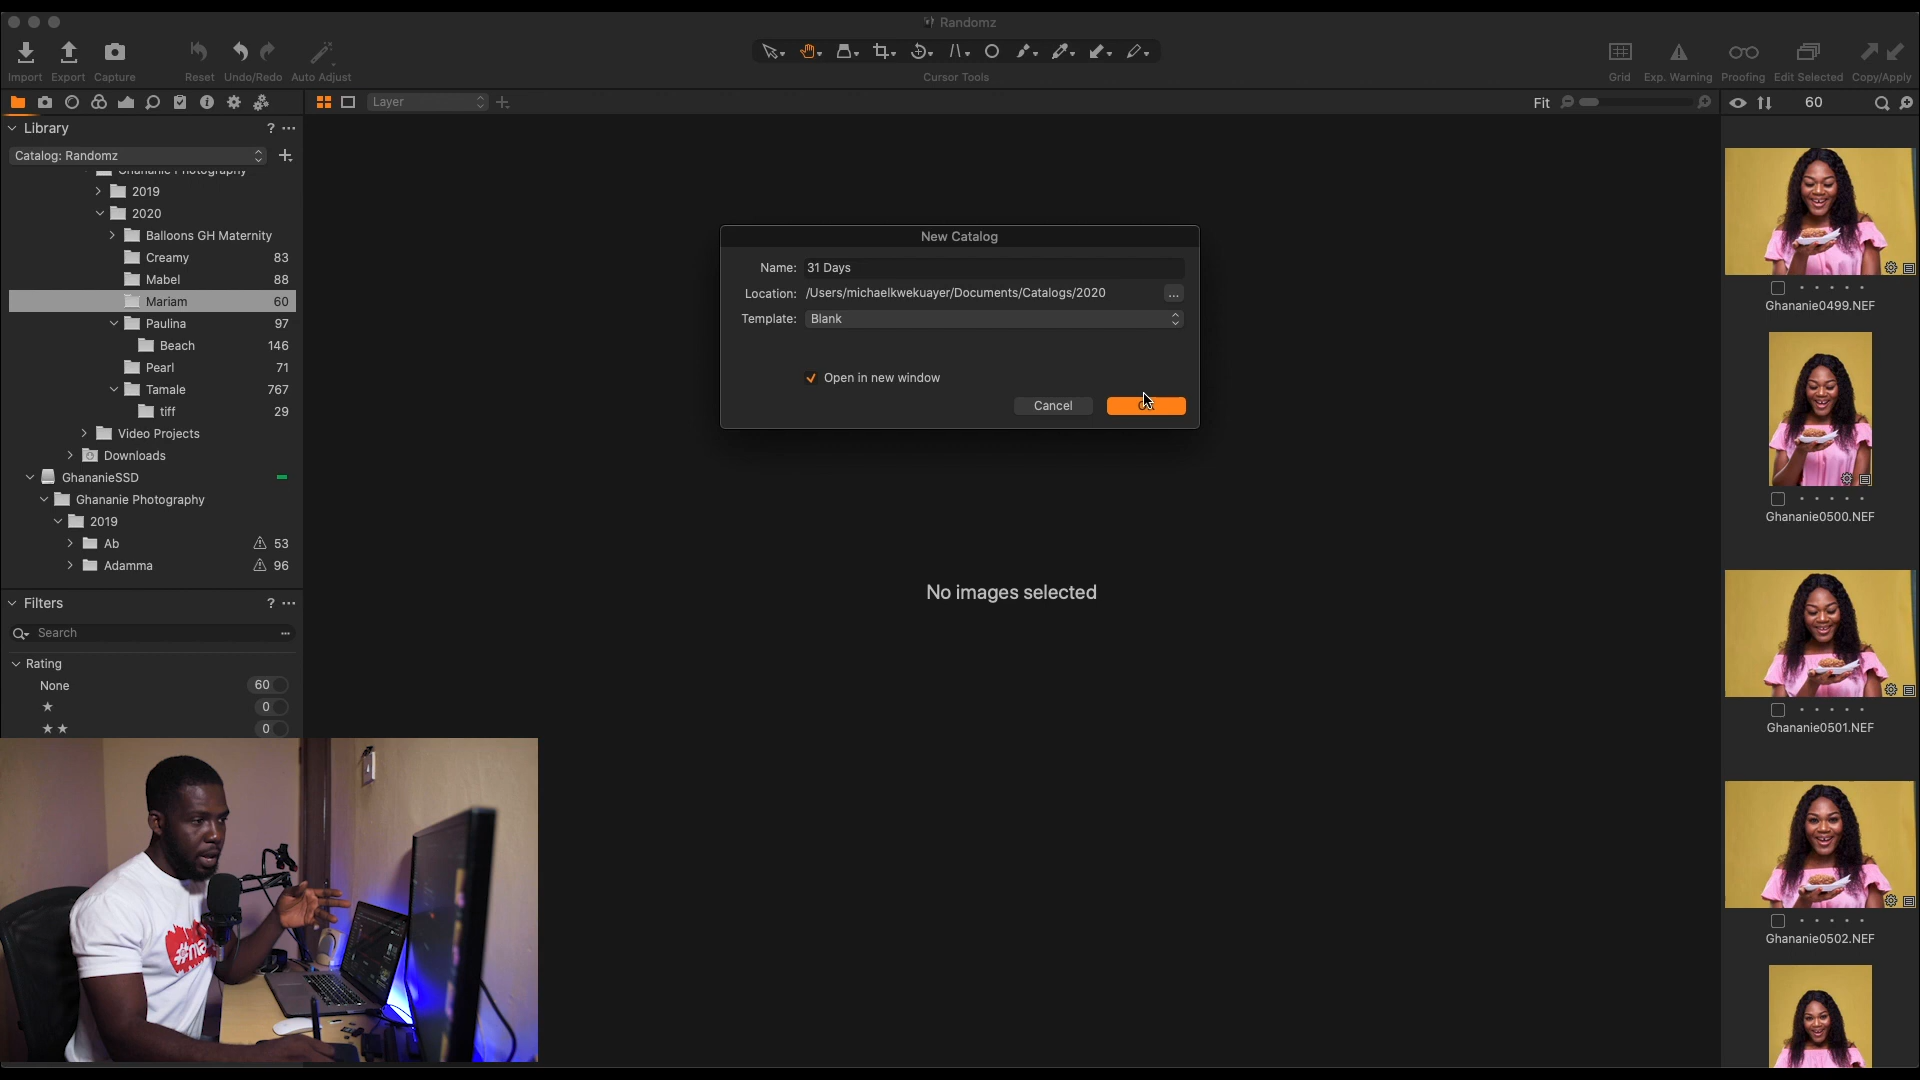 Randomz
Import
Export
Capture
Reset
Undo/Redo
Auto Adjust
Cursor Tools
Grid
Exp. Warning
Proofing
Edit Selected
Copy/Apply
Layer
Fit
60
Library
?
Catalog: Randomz
Ghananie Photography
2019
2020
Balloons GH Maternity
Creamy 83
Mabel 88
Mariam 60
Paulina 97
Beach 146
Pearl 71
Tamale 767
tiff 29
Video Projects
Downloads
GhananieSSD
Ghananie Photography
2019
Ab 53
Adamma 96
Filters
?
Search
Rating
None 60
★ 0
★ ★ 0
New Catalog
Name: 31 Days
Location: /Users/michaelkwekuayer/Documents/Catalogs/2020 ...
Template: Blank
Open in new window
Cancel
No images selected
Ghananie0499.NEF
Ghananie0500.NEF
Ghananie0501.NEF
Ghananie0502.NEF